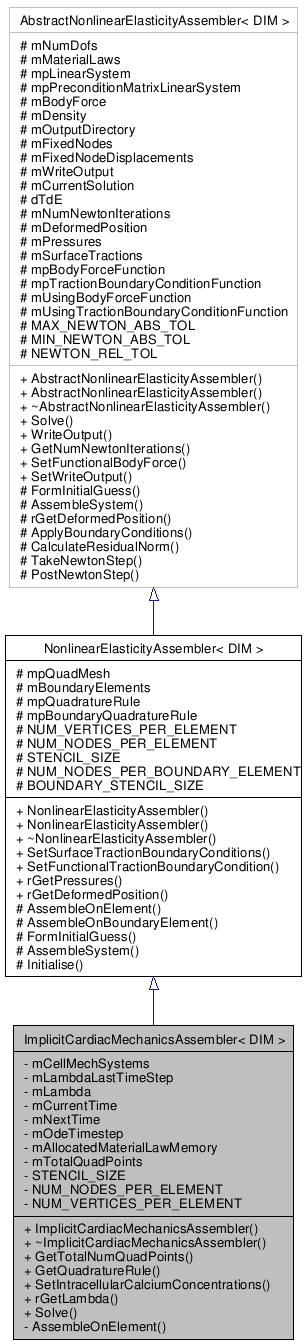 AbstractNonlinearElasticityAssembler< DIM >
# mNumDofs
# mMaterialLaws
# mpLinearSystem
# mpPreconditionMatrixLinearSystem
# mBodyForce
# mDensity
# mOutputDirectory
# mFixedNodes
# mFixedNodeDisplacements
# mWriteOutput
# mCurrentSolution
# dTdE
# mNumNewtonIterations
# mDeformedPosition
# mPressures
# mSurfaceTractions
# mpBodyForceFunction
# mpTractionBoundaryConditionFunction
# mUsingBodyForceFunction
# mUsingTractionBoundaryConditionFunction
# MAX_NEWTON_ABS_TOL
# MIN_NEWTON_ABS_TOL
# NEWTON_REL_TOL
+ AbstractNonlinearElasticityAssembler()
+ AbstractNonlinearElasticityAssembler()
+ ~AbstractNonlinearElasticityAssembler()
+ Solve()
+ WriteOutput()
+ GetNumNewtonIterations()
+ SetFunctionalBodyForce()
+ SetWriteOutput()
# FormInitialGuess()
# AssembleSystem()
# rGetDeformedPosition()
# ApplyBoundaryConditions()
# CalculateResidualNorm()
# TakeNewtonStep()
# PostNewtonStep()
NonlinearElasticityAssembler< DIM >
# mpQuadMesh
# mBoundaryElements
# mpQuadratureRule
# mpBoundaryQuadratureRule
# NUM_VERTICES_PER_ELEMENT
# NUM_NODES_PER_ELEMENT
# STENCIL_SIZE
# NUM_NODES_PER_BOUNDARY_ELEMENT
# BOUNDARY_STENCIL_SIZE
+ NonlinearElasticityAssembler()
+ NonlinearElasticityAssembler()
+ ~NonlinearElasticityAssembler()
+ SetSurfaceTractionBoundaryConditions()
+ SetFunctionalTractionBoundaryCondition()
+ rGetPressures()
+ rGetDeformedPosition()
# AssembleOnElement()
# AssembleOnBoundaryElement()
# FormInitialGuess()
# AssembleSystem()
# Initialise()
ImplicitCardiacMechanicsAssembler< DIM >
- mCellMechSystems
- mLambdaLastTimeStep
- mLambda
- mCurrentTime
- mNextTime
- mOdeTimestep
- mAllocatedMaterialLawMemory
- mTotalQuadPoints
- STENCIL_SIZE
- NUM_NODES_PER_ELEMENT
- NUM_VERTICES_PER_ELEMENT
+ ImplicitCardiacMechanicsAssembler()
+ ~ImplicitCardiacMechanicsAssembler()
+ GetTotalNumQuadPoints()
+ GetQuadratureRule()
+ SetIntracellularCalciumConcentrations()
+ rGetLambda()
+ Solve()
- AssembleOnElement()